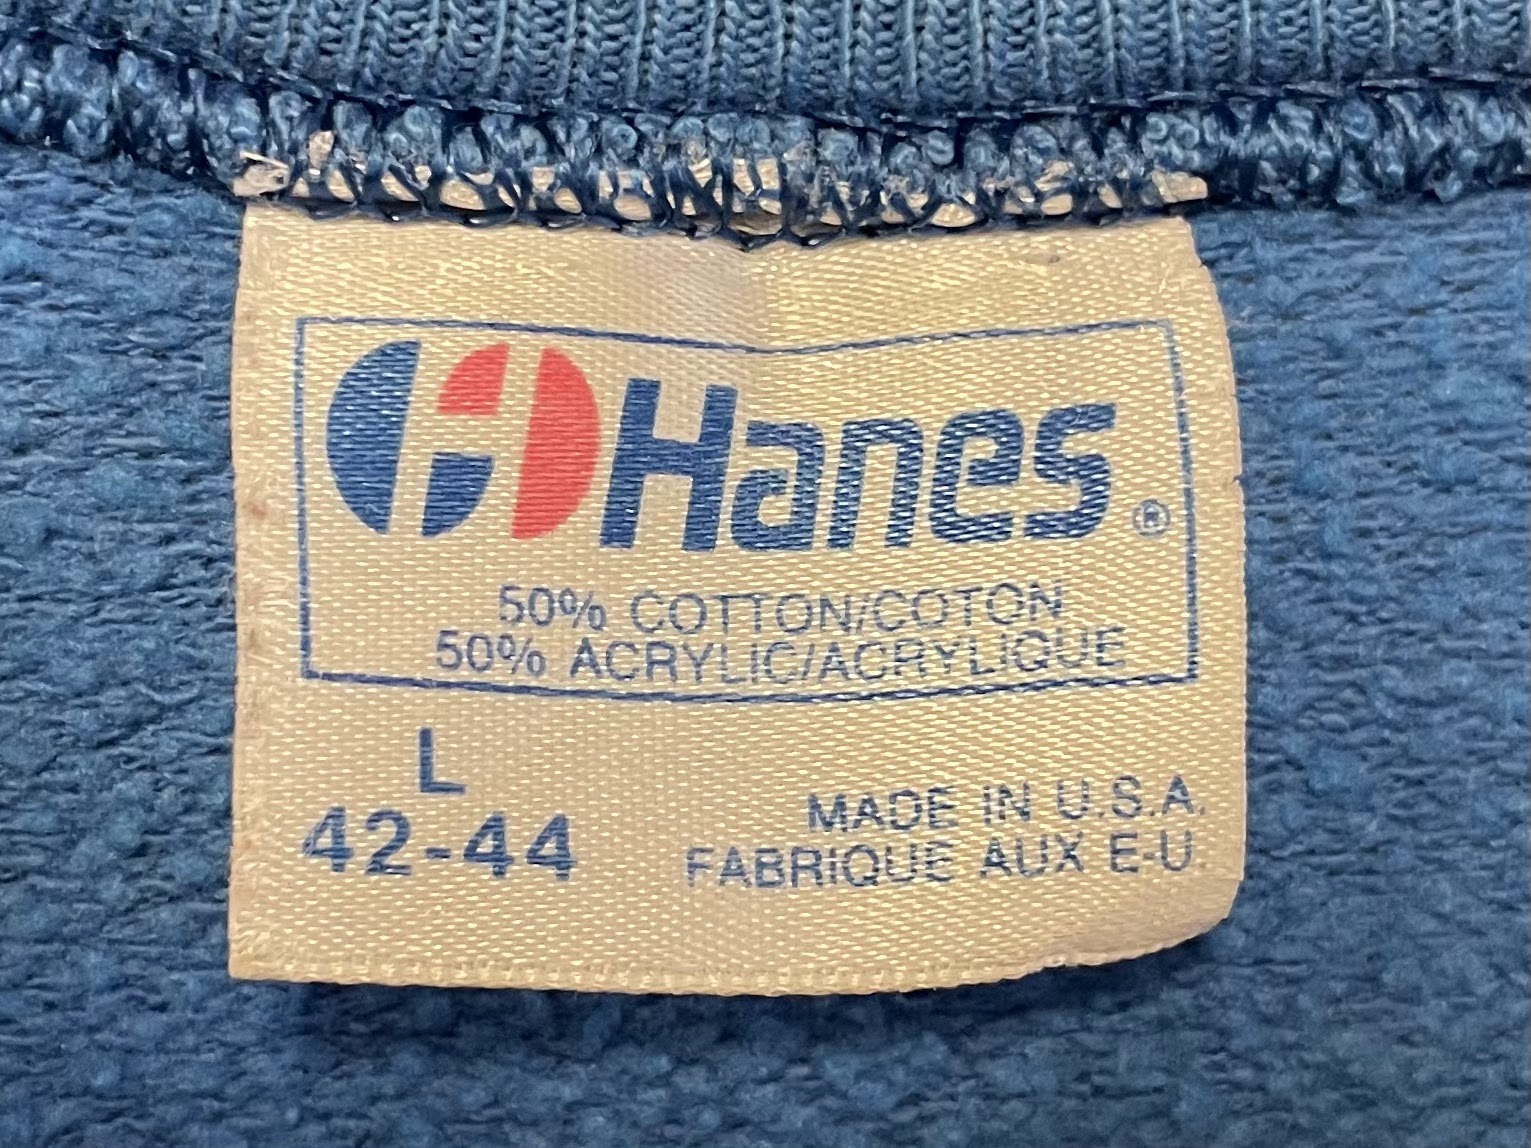 Hanes®
50% COTTON/COTON
50% ACRYLIC/ACRYLIQUE
L
42-44
MADE IN U.S.A.
FABRIQUE AUX E-U